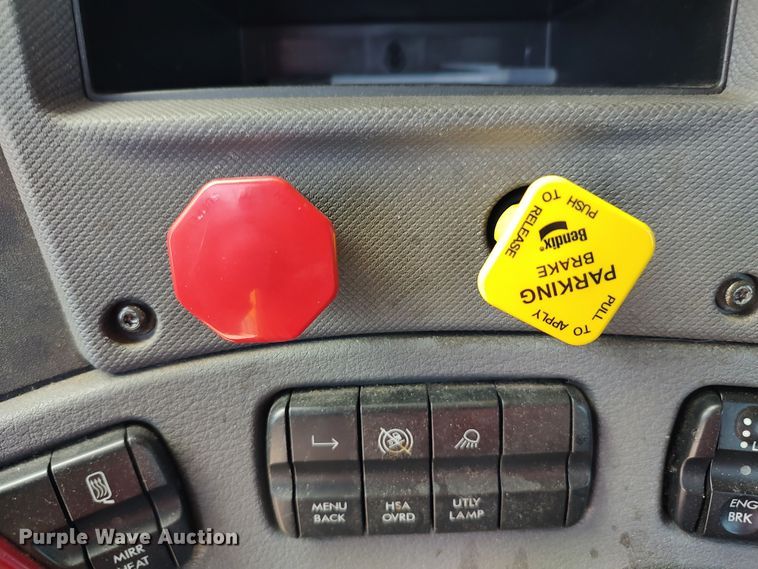 PUSH TO RELEASE
Bendix®
PARKING
BRAKE
PULL TO APPLY
MENU
BACK
HSA
OVRD
UTLY
LAMP
MIRR
HEAT
L
ENG
BRK
Purple Wave Auction®